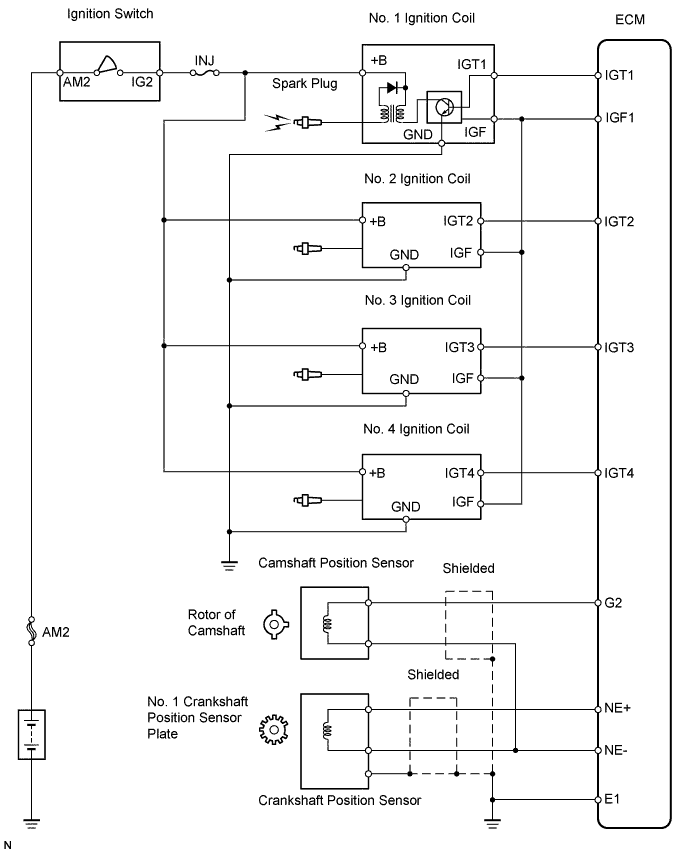 Ignition Switch
No. 1 Ignition Coil
ECM
AM2
IG2
INJ
+B
IGT1
IGT1
Spark Plug
GND
IGF
IGF1
No. 2 Ignition Coil
+B
IGT2
IGT2
GND
IGF
No. 3 Ignition Coil
+B
IGT3
IGT3
GND
IGF
No. 4 Ignition Coil
+B
IGT4
IGT4
GND
IGF
Camshaft Position Sensor
Shielded
Rotor of
Camshaft
G2
AM2
Shielded
No. 1 Crankshaft
Position Sensor
Plate
NE+
NE-
Crankshaft Position Sensor
E1
N